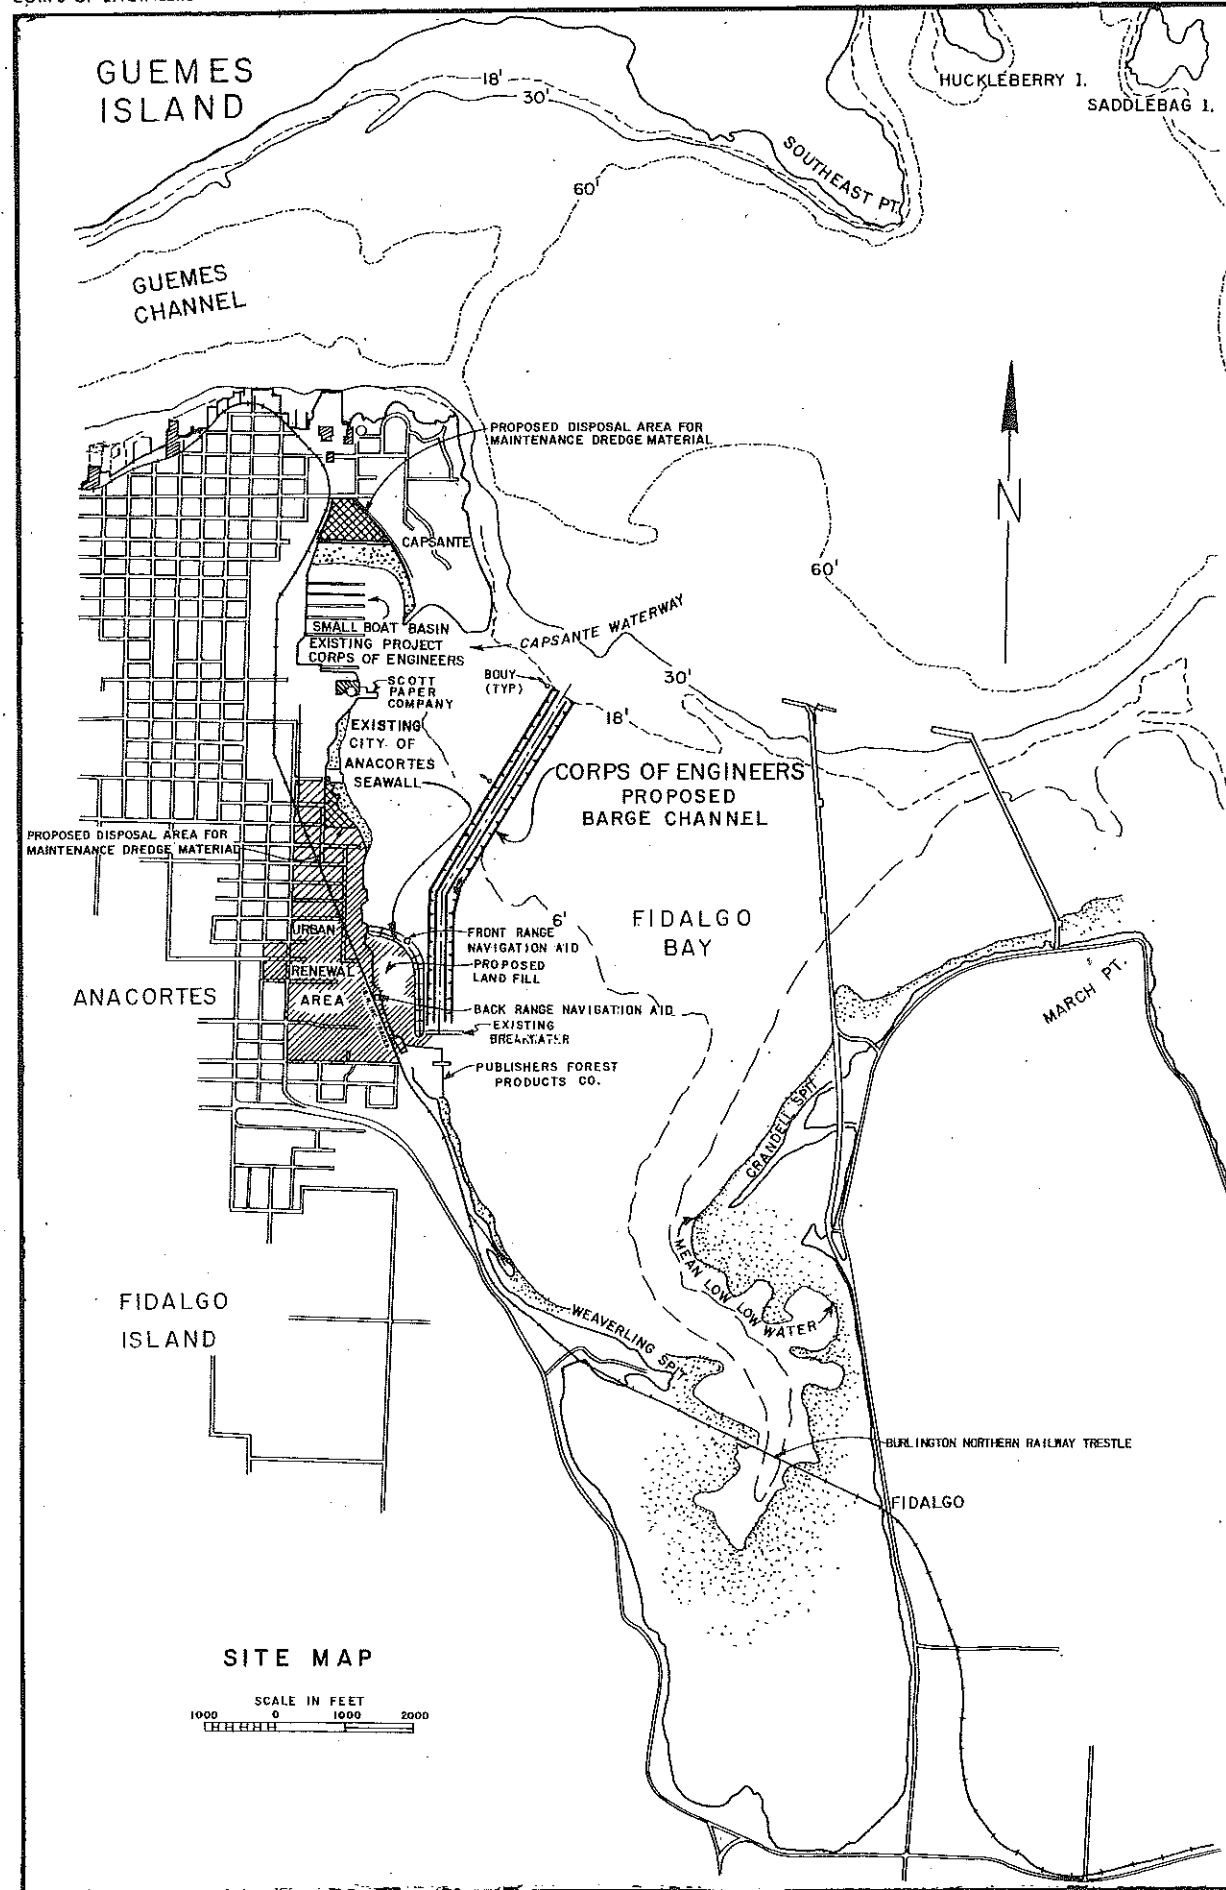 CORPS OF ENGINEERS
GUEMES
ISLAND
18'
30'
HUCKLEBERRY I.
SADDLEBAG I.
SOUTHEAST PT.
60'
GUEMES
CHANNEL
PROPOSED DISPOSAL AREA FOR
MAINTENANCE DREDGE MATERIAL
N
CAPSANTE
60'
SMALL BOAT BASIN
EXISTING PROJECT
CORPS OF ENGINEERS
CAPSANTE WATERWAY
SCOTT
PAPER
COMPANY
BOUY
(TYP)
30'
18'
EXISTING
CITY OF
ANACORTES
SEAWALL
CORPS OF ENGINEERS
PROPOSED
BARGE CHANNEL
PROPOSED DISPOSAL AREA FOR
MAINTENANCE DREDGE MATERIAL
6'
FIDALGO
BAY
URBAN
RENEWAL
AREA
FRONT RANGE
NAVIGATION AID
PROPOSED
LAND FILL
ANACORTES
BACK RANGE NAVIGATION AID
EXISTING
BREAKWATER
MARCH PT.
PUBLISHERS FOREST
PRODUCTS CO.
CRANDELL SPIT
MEAN LOW LOW WATER
FIDALGO
ISLAND
WEAVERLING SPIT
BURLINGTON NORTHERN RAILWAY TRESTLE
FIDALGO
SITE MAP
SCALE IN FEET
1000 0 1000 2000